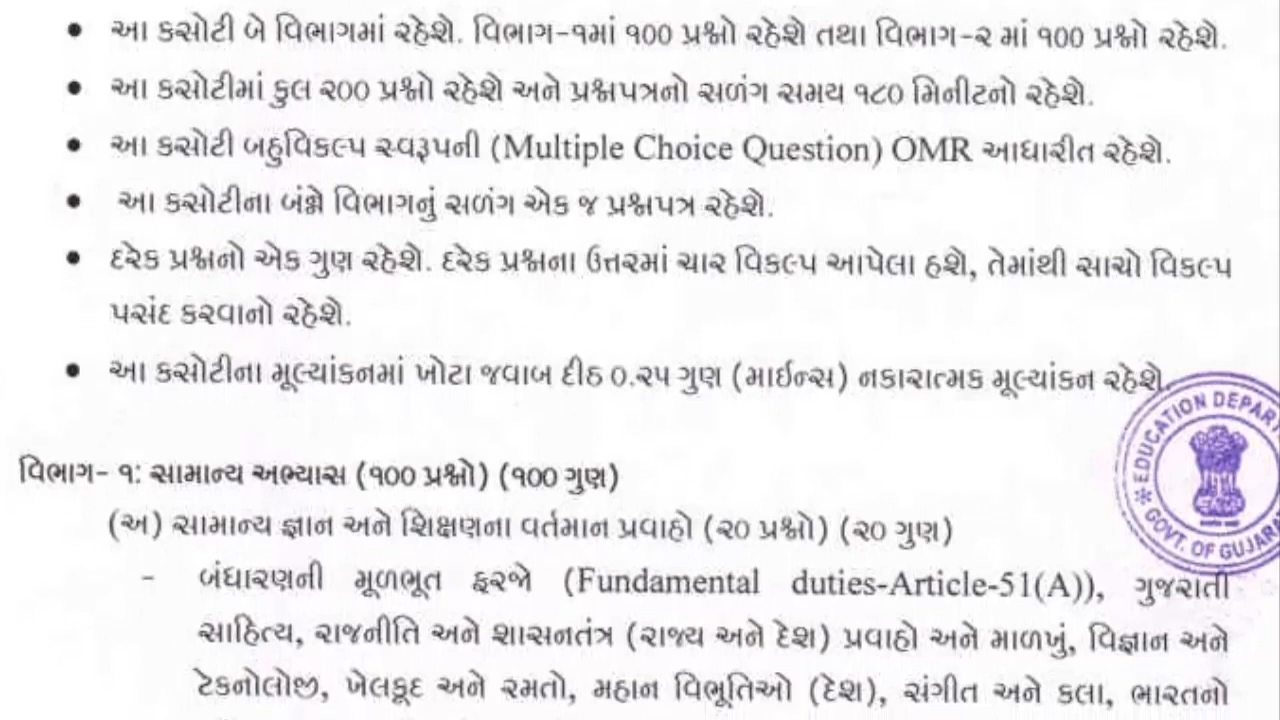 • આ કસોટી બે વિભાગમાં રહેશે. વિભાગ-૧માં ૧૦૦ પ્રશ્નો રહેશે તથા વિભાગ-૨ માં ૧૦૦ પ્રશ્નો રહેશે.
• આ કસોટીમાં કુલ ૨૦૦ પ્રશ્નો રહેશે અને પ્રશ્નપત્રનો સળંગ સમય ૧૮૦ મિનીટનો રહેશે.
• આ કસોટી બહુવિકલ્પ સ્વરૂપની (Multiple Choice Question) OMR આધારીત રહેશે.
• આ કસોટીના બંન્ને વિભાગનું સળંગ એક જ પ્રશ્નપત્ર રહેશે.
• દરેક પ્રશ્નનો એક ગુણ રહેશે. દરેક પ્રશ્નના ઉત્તરમાં ચાર વિકલ્પ આપેલા હશે, તેમાંથી સાચો વિકલ્પ
પસંદ કરવાનો રહેશે.
• આ કસોટીના મૂલ્યાંકનમાં ખોટા જવાબ દીઠ ૦.૨૫ ગુણ (માઈન્સ) નકારાત્મક મૂલ્યાંકન રહેશે.
EDUCATION
GOVT. OF
વિભાગ- ૧: સામાન્ય અભ્યાસ (૧૦૦ પ્રશ્નો) (૧૦૦ ગુણ)
(અ) સામાન્ય જ્ઞાન અને શિક્ષણના વર્તમાન પ્રવાહો (૨૦ પ્રશ્નો) (૨૦ ગુણ)
- બંધારણની મૂળભૂત ફરજો (Fundamental duties-Article-51(A)), ગુજરાતી
સાહિત્ય, રાજનીતિ અને શાસનતંત્ર (રાજ્ય અને દેશ) પ્રવાહો અને માળખું, વિજ્ઞાન અને
ટેકનોલોજી, ખેલકૂદ અને રમતો, મહાન વિભૂતિઓ (દેશ), સંગીત અને કલા, ભારતનો